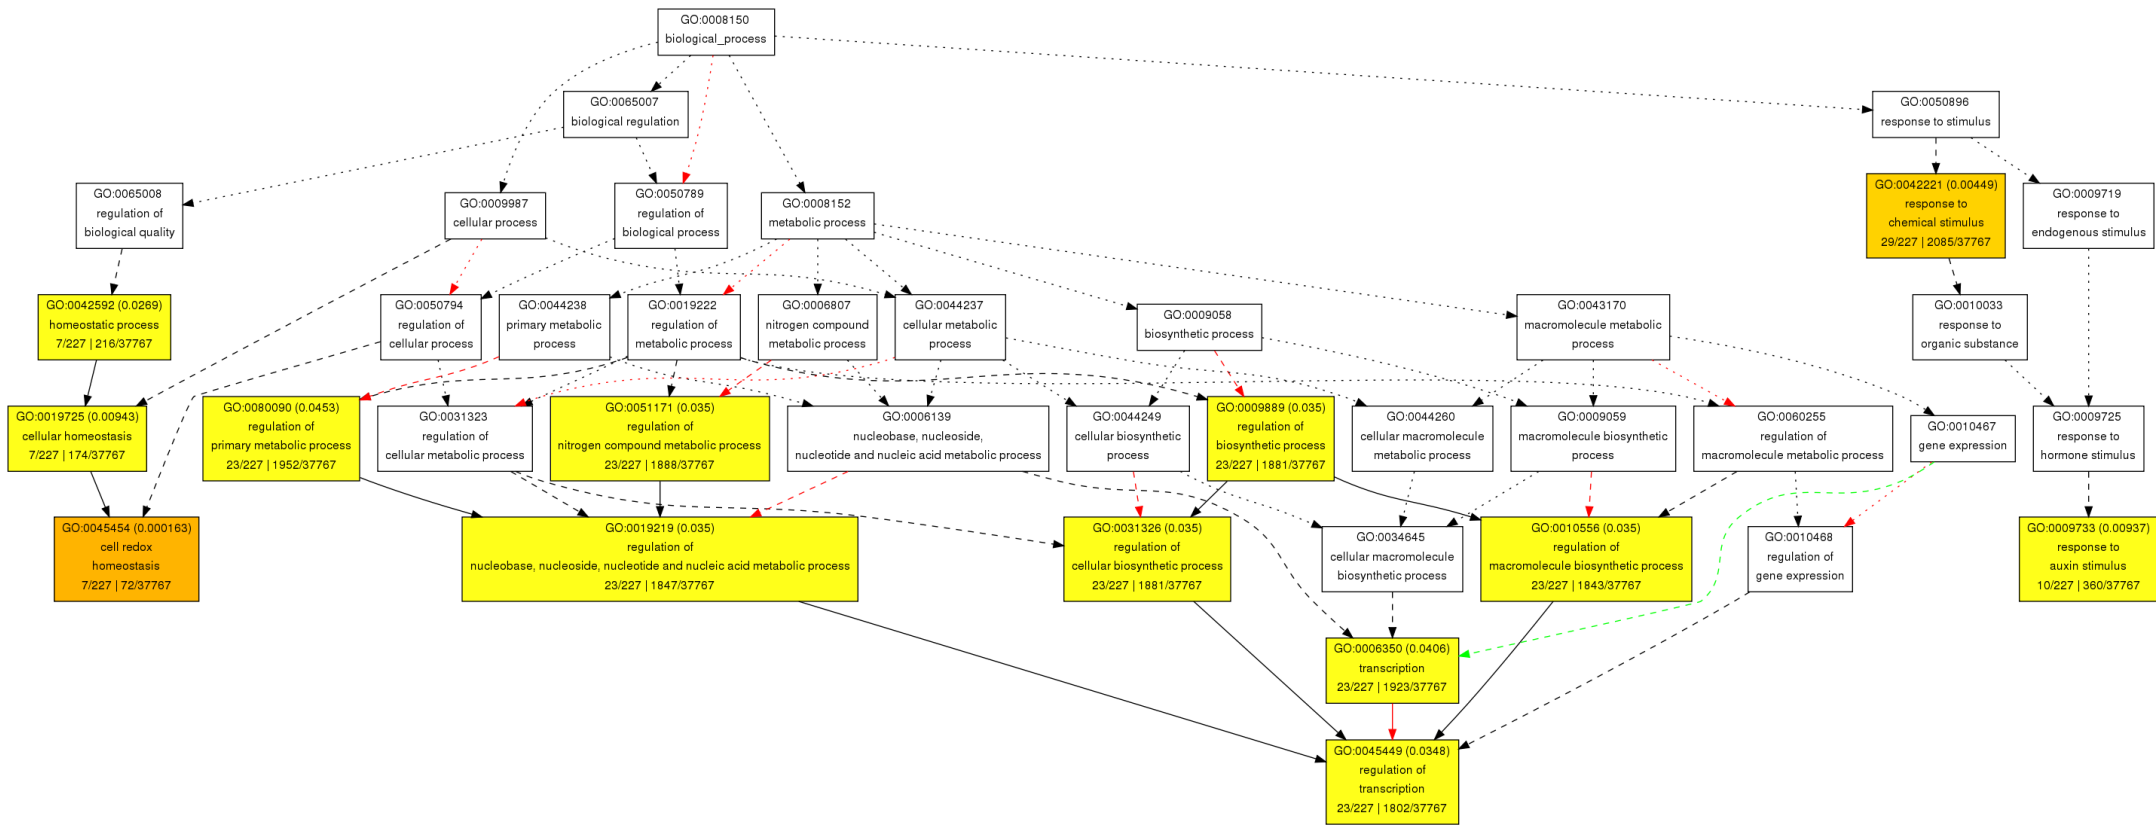 GO:0008150
biological_process
GO:0065007
biological regulation
GO:0050896
response to stimulus
GO:0065008
regulation of
biological quality
GO:0009987
cellular process
GO:0050789
regulation of
biological process
GO:0008152
metabolic process
GO:0042221 (0.00449)
response to
chemical stimulus
29/227 | 2085/37767
GO:0009719
response to
endogenous stimulus
GO:0042592 (0.0269)
homeostatic process
7/227 | 216/37767
GO:0050794
regulation of
cellular process
GO:0044238
primary metabolic
process
GO:0019222
regulation of
metabolic process
GO:0006807
nitrogen compound
metabolic process
GO:0044237
cellular metabolic
process
GO:0009058
biosynthetic process
GO:0043170
macromolecule metabolic
process
GO:0010033
response to
organic substance
GO:0019725 (0.00943)
cellular homeostasis
7/227 | 174/37767
GO:0080090 (0.0453)
regulation of
primary metabolic process
23/227 | 1952/37767
GO:0031323
regulation of
cellular metabolic process
GO:0051171 (0.035)
regulation of
nitrogen compound metabolic process
23/227 | 1888/37767
GO:0006139
nucleobase, nucleoside,
nucleotide and nucleic acid metabolic process
GO:0044249
cellular biosynthetic
process
GO:0009889 (0.035)
regulation of
biosynthetic process
23/227 | 1881/37767
GO:0044260
cellular macromolecule
metabolic process
GO:0009059
macromolecule biosynthetic
process
GO:0060255
regulation of
macromolecule metabolic process
GO:0010467
gene expression
GO:0009725
response to
hormone stimulus
GO:0045454 (0.000163)
cell redox
homeostasis
7/227 | 72/37767
GO:0019219 (0.035)
regulation of
nucleobase, nucleoside, nucleotide and nucleic acid metabolic process
23/227 | 1847/37767
GO:0031326 (0.035)
regulation of
cellular biosynthetic process
23/227 | 1881/37767
GO:0034645
cellular macromolecule
biosynthetic process
GO:0010556 (0.035)
regulation of
macromolecule biosynthetic process
23/227 | 1843/37767
GO:0010468
regulation of
gene expression
GO:0009733 (0.00937)
response to
auxin stimulus
10/227 | 360/37767
GO:0006350 (0.0406)
transcription
23/227 | 1923/37767
GO:0045449 (0.0348)
regulation of
transcription
23/227 | 1802/37767